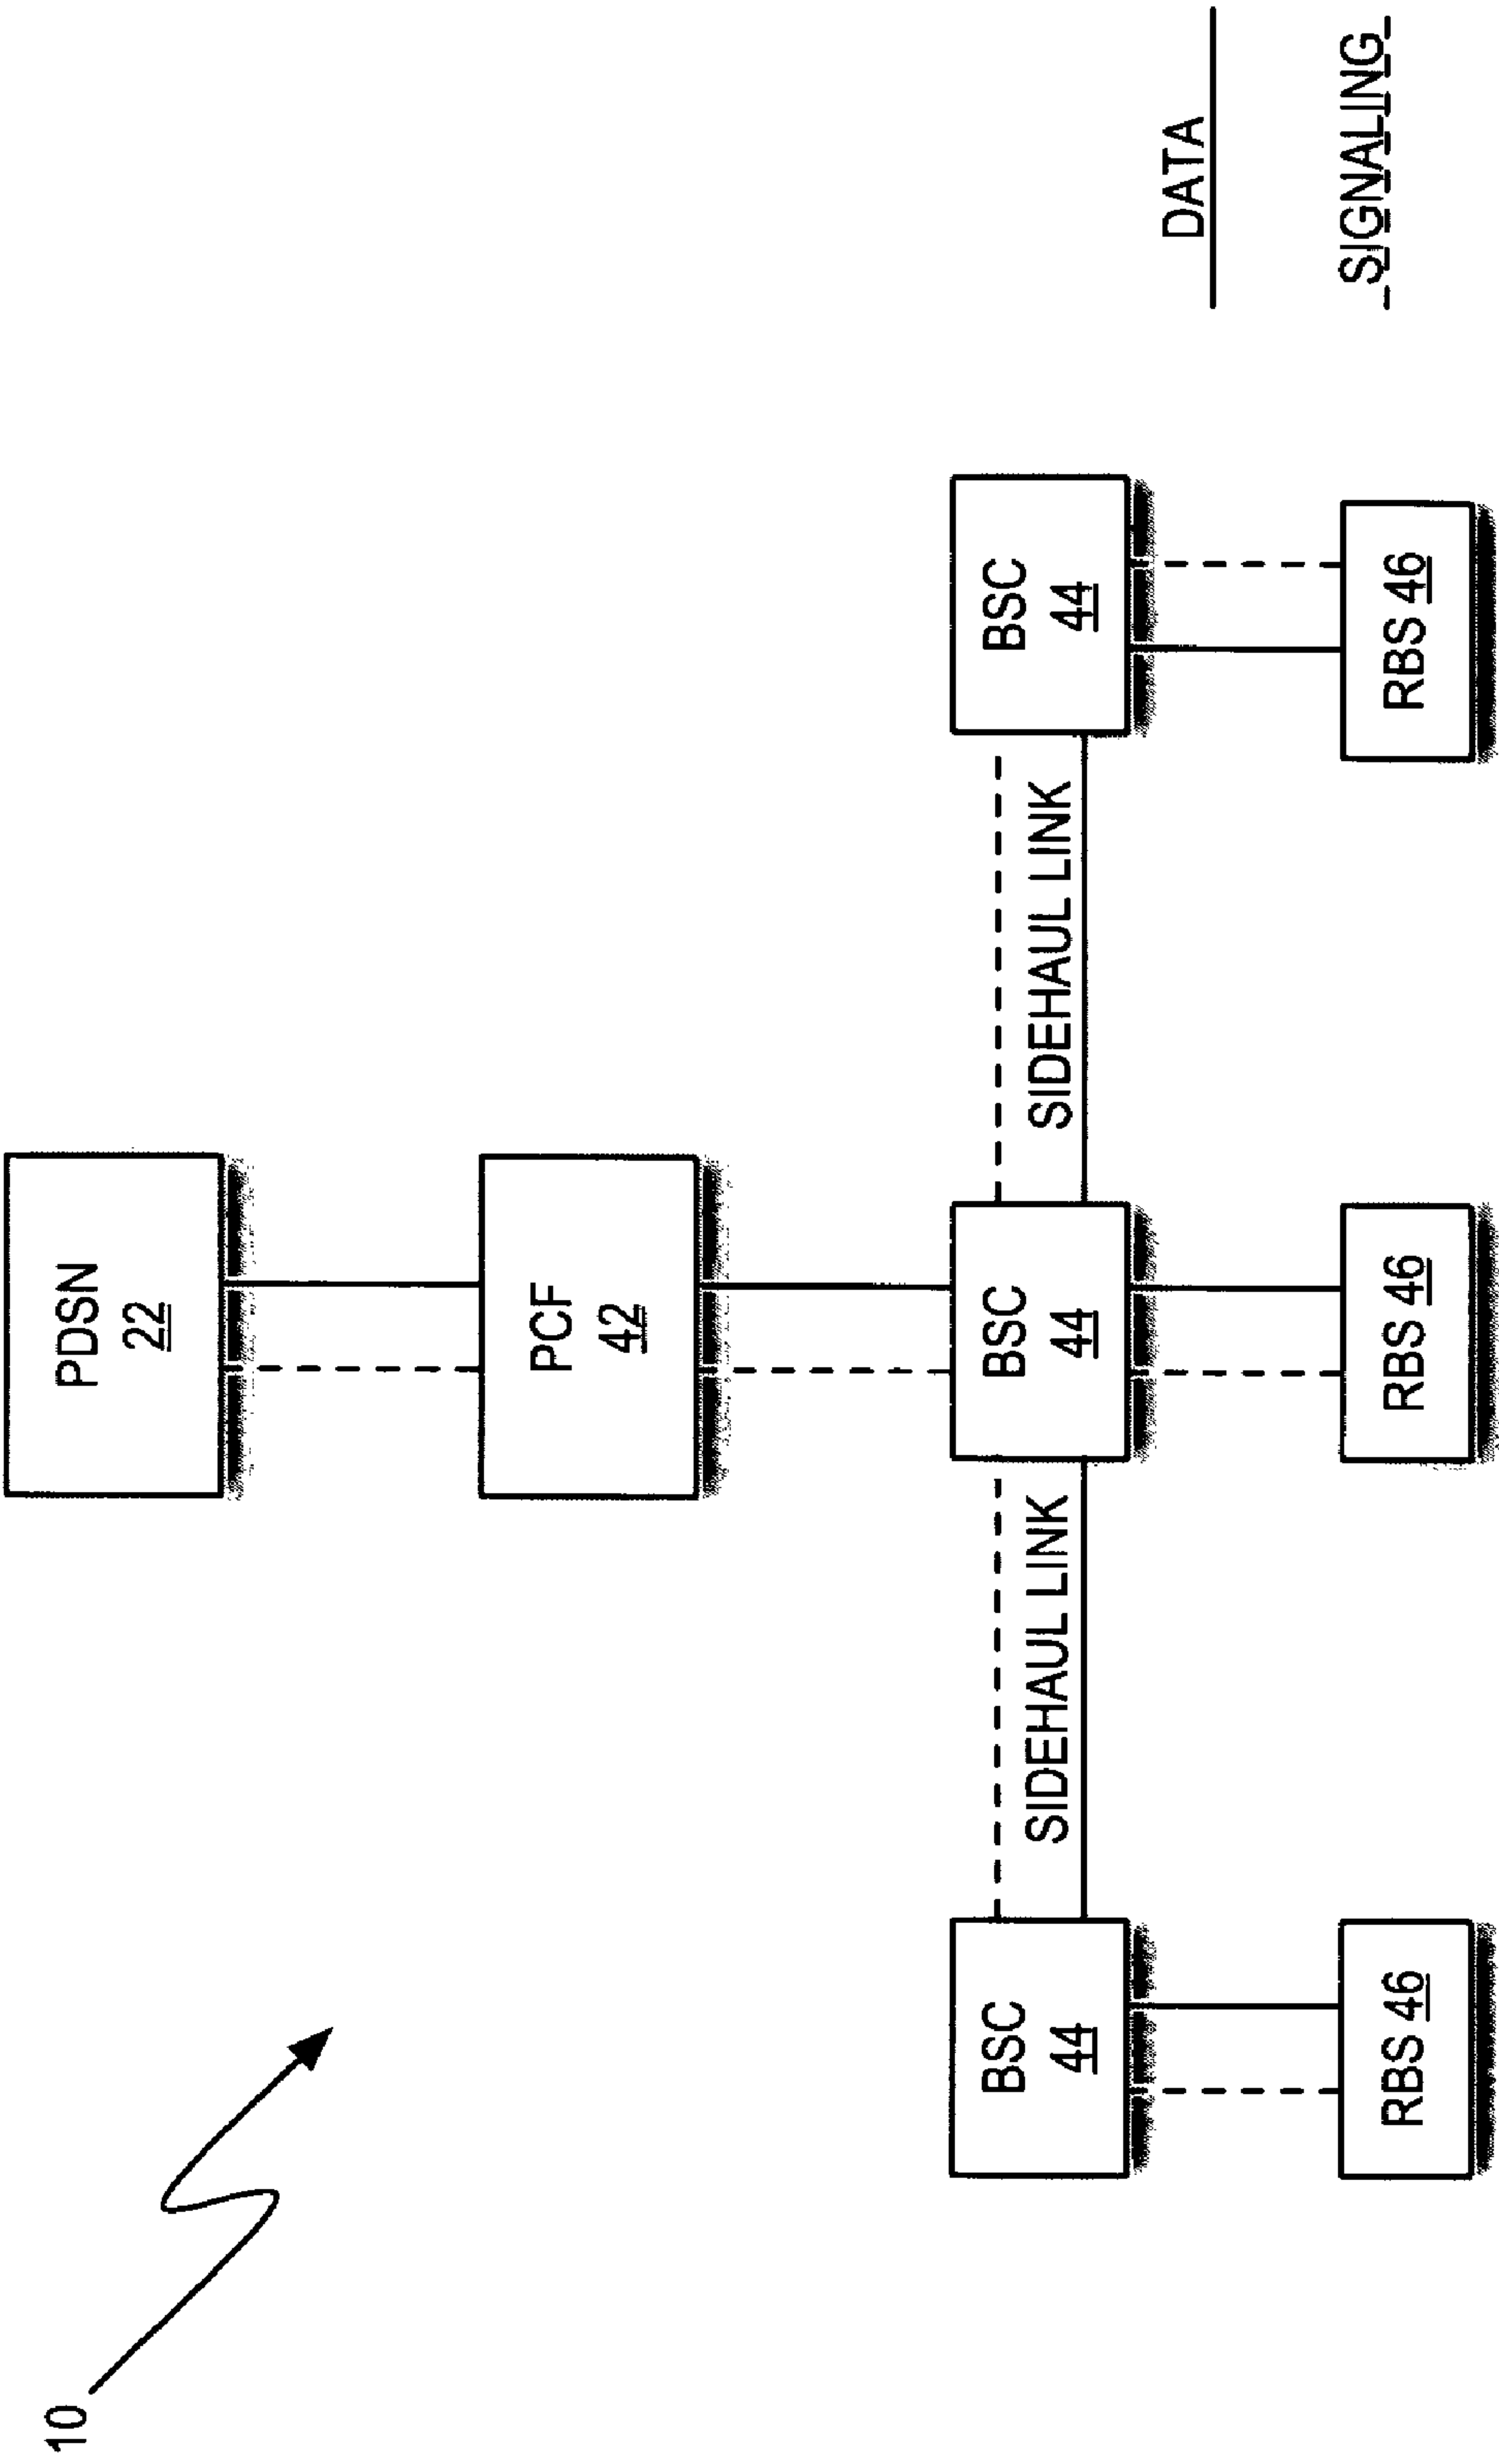 10
PDSN
22
PCF
42
BSC
44
SIDEHAUL LINK
BSC
44
SIDEHAUL LINK
BSC
44
RBS 46
RBS 46
RBS 46
DATA
SIGNALING